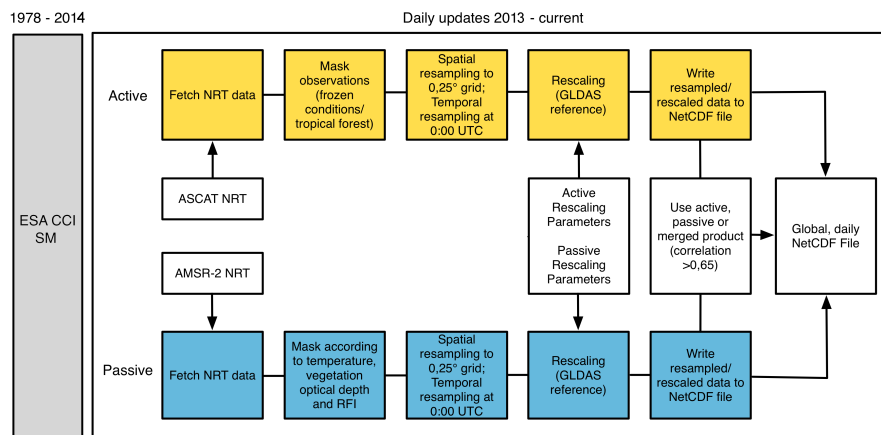 1978 - 2014
Daily updates 2013 - current
ESA CCI
SM
Active
Fetch NRT data
Mask
observations
(frozen
conditions/
tropical forest)
Spatial
resampling to
0,25° grid;
Temporal
resampling at
0:00 UTC
Rescaling
(GLDAS
reference)
Write
resampled/
rescaled data to
NetCDF file
ASCAT NRT
AMSR-2 NRT
Active
Rescaling
Parameters
Passive
Rescaling
Parameters
Use active,
passive or
merged product
(correlation
>0,65)
Global, daily
NetCDF File
Passive
Fetch NRT data
Mask according
to temperature,
vegetation
optical depth
and RFI
Spatial
resampling to
0,25° grid;
Temporal
resampling at
0:00 UTC
Rescaling
(GLDAS
reference)
Write
resampled/
rescaled data to
NetCDF file